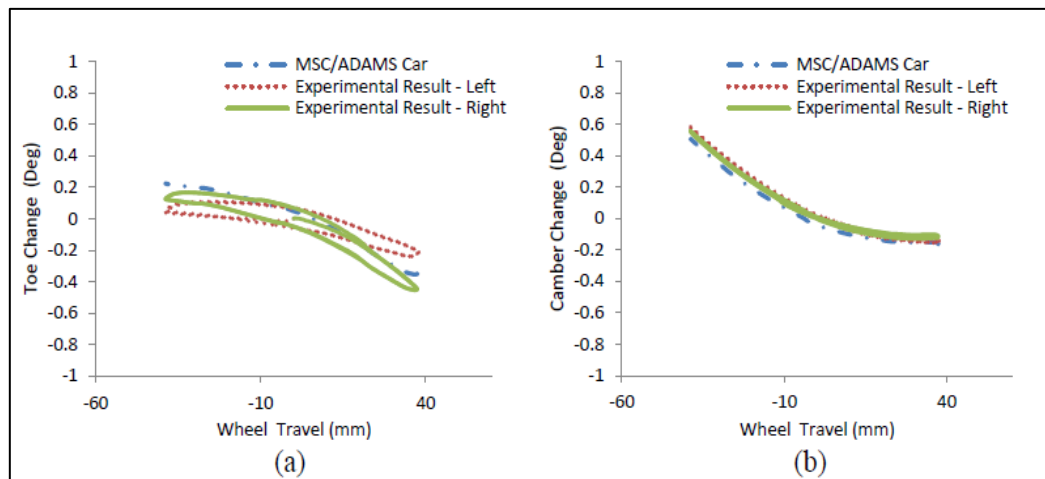 MSC/ADAMS Car
Experimental Result - Left
Experimental Result - Right
1
0.8
0.6
0.4
0.2
0
-0.2
-0.4
-0.6
-0.8
-1
Toe Change (Deg)
-60 -10 40
Wheel Travel (mm)
(a)
MSC/ADAMS Car
Experimental Result - Left
Experimental Result - Right
1
0.8
0.6
0.4
0.2
0
-0.2
-0.4
-0.6
-0.8
-1
Camber Change (Deg)
-60 -10 40
Wheel Travel (mm)
(b)